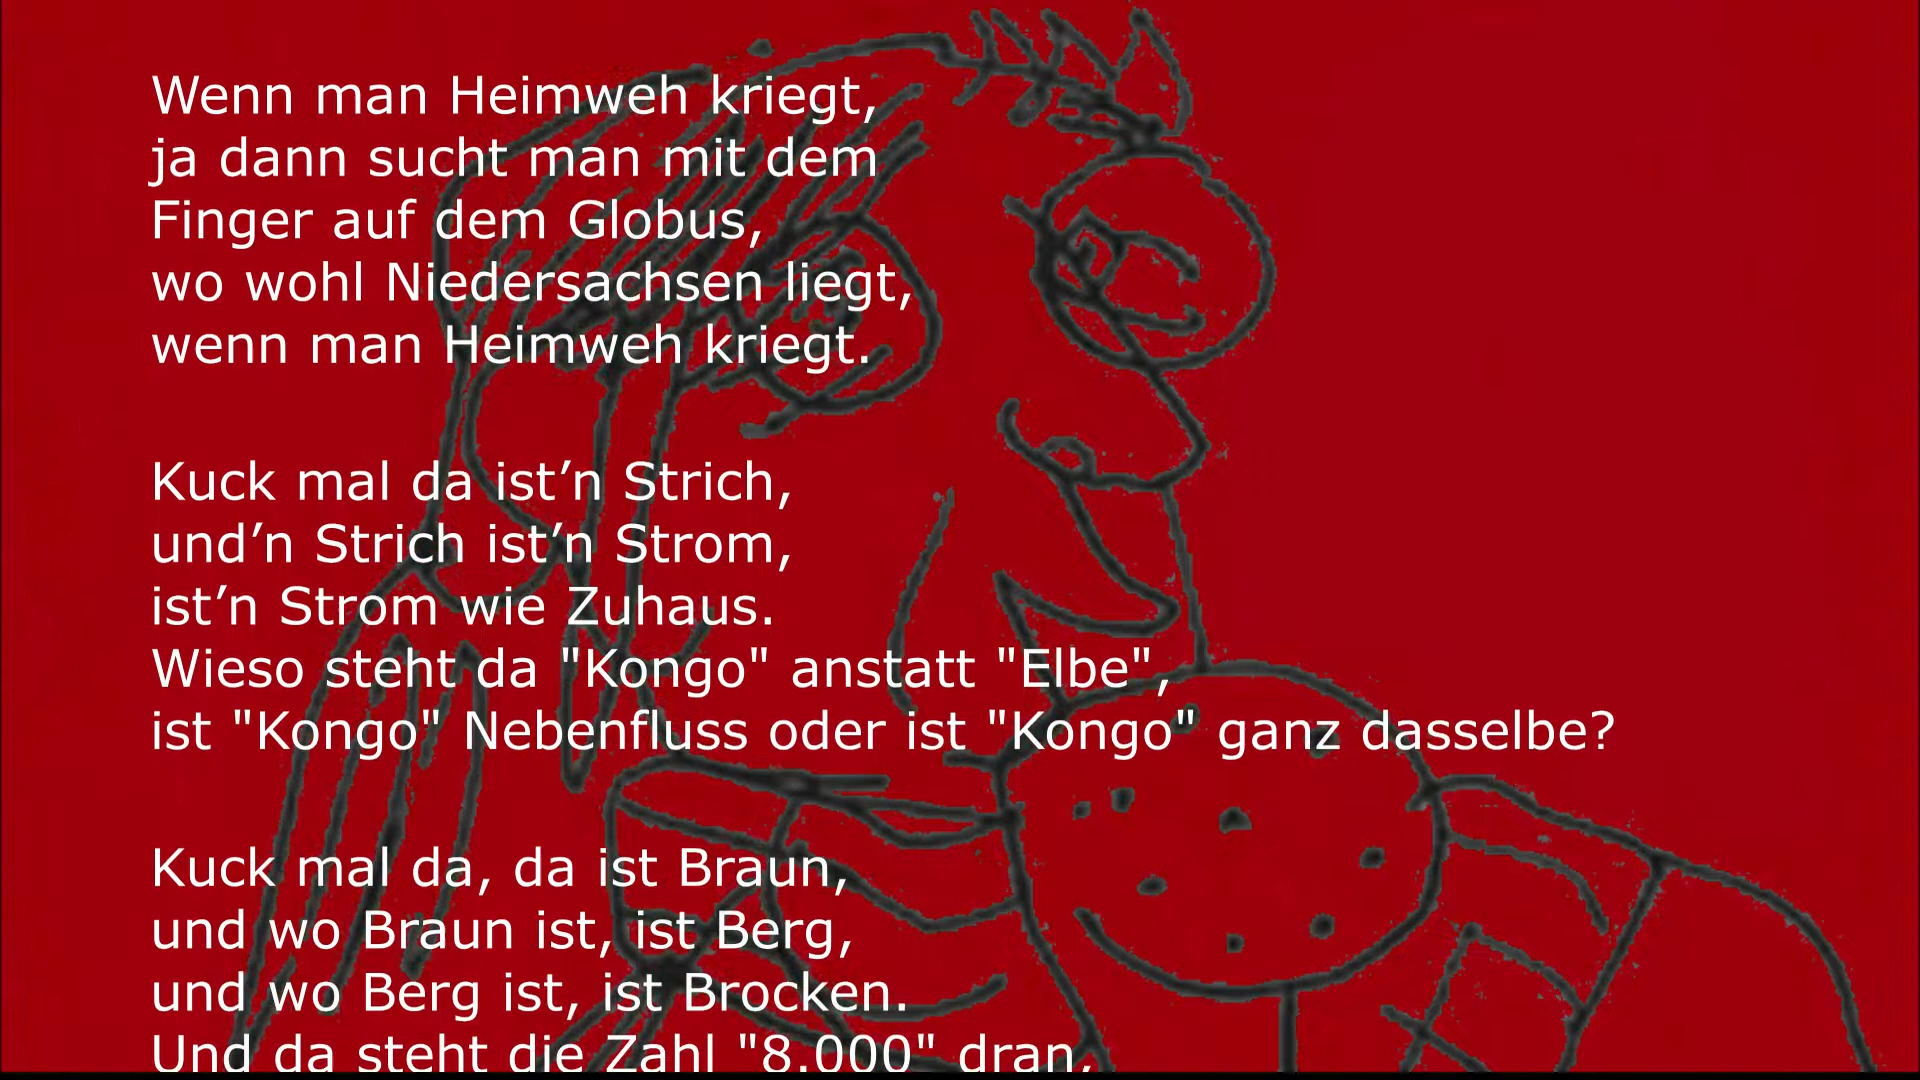 Wenn man Heimweh kriegt,
ja dann sucht man mit dem
Finger auf dem Globus,
wo wohl Niedersachsen liegt,
wenn man Heimweh kriegt.
Kuck mal da ist’n Strich,
und’n Strich ist’n Strom,
ist’n Strom wie Zuhaus.
Wieso steht da "Kongo" anstatt "Elbe",
ist "Kongo" Nebenfluss oder ist "Kongo" ganz dasselbe?
Kuck mal da, da ist Braun,
und wo Braun ist, ist Berg,
und wo Berg ist, ist Brocken.
Und da steht die Zahl "8.000" dran,